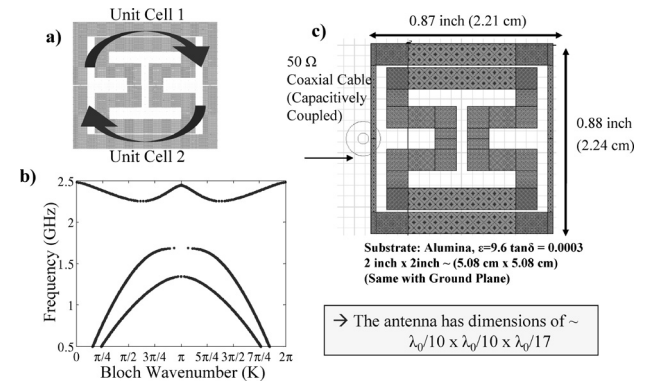 Unit Cell 1
a)
Unit Cell 2
b)
Frequency (GHz)
2.5
2
1.5
1
0.5
0 π/4 π/2 3π/4 π 5π/4 3π/2 7π/4 2π
Bloch Wavenumber (K)
c)
0.87 inch (2.21 cm)
50 Ω
Coaxial Cable
(Capacitively
Coupled)
0.88 inch
(2.24 cm)
Substrate: Alumina, ε=9.6 tanδ = 0.0003
2 inch x 2inch ~ (5.08 cm x 5.08 cm)
(Same with Ground Plane)
→ The antenna has dimensions of ~
λ0/10 x λ0/10 x λ0/17